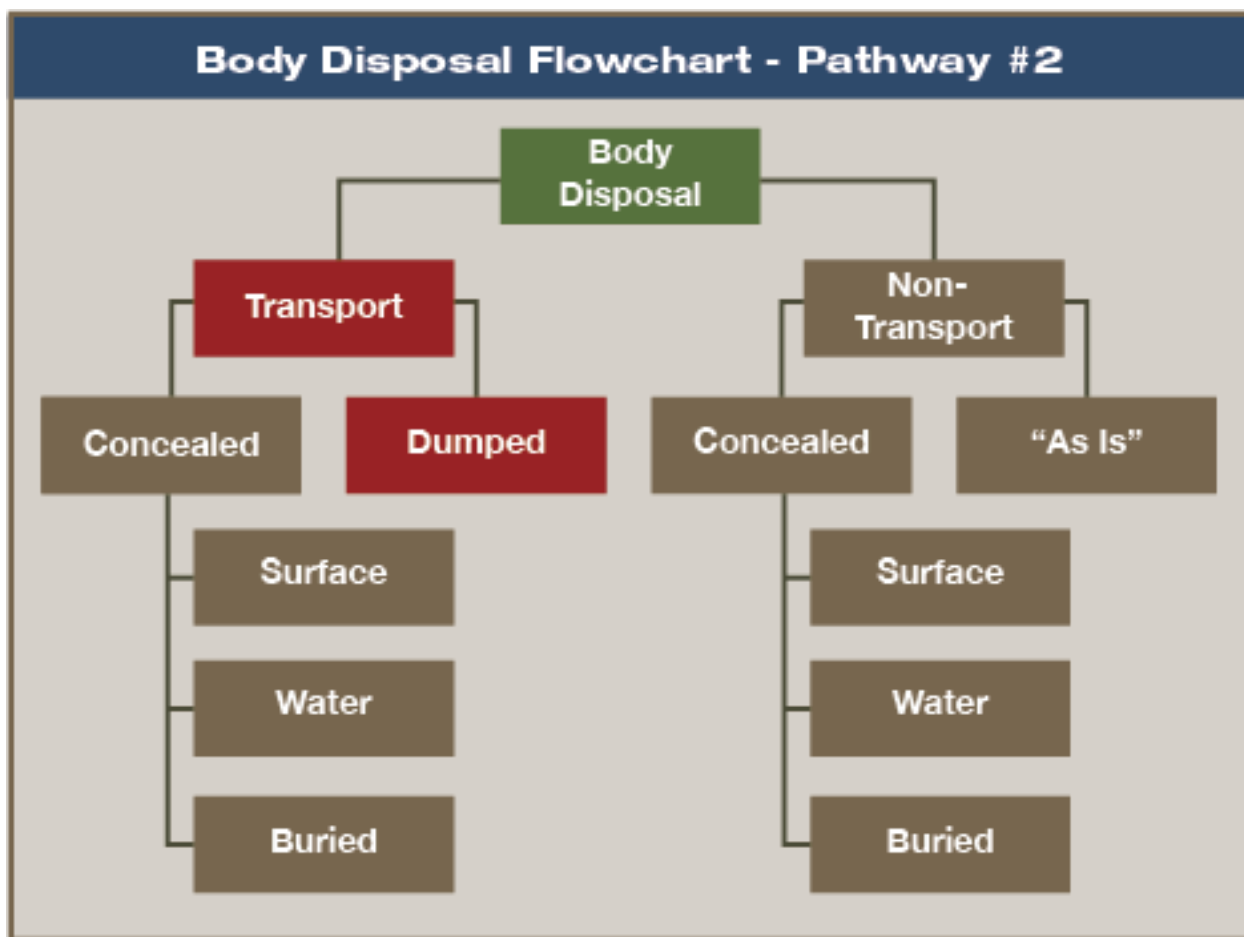 Body Disposal Flowchart - Pathway #2
Body
Disposal
Transport
Non-
Transport
Concealed
Dumped
Concealed
“As Is”
Surface
Surface
Water
Water
Buried
Buried